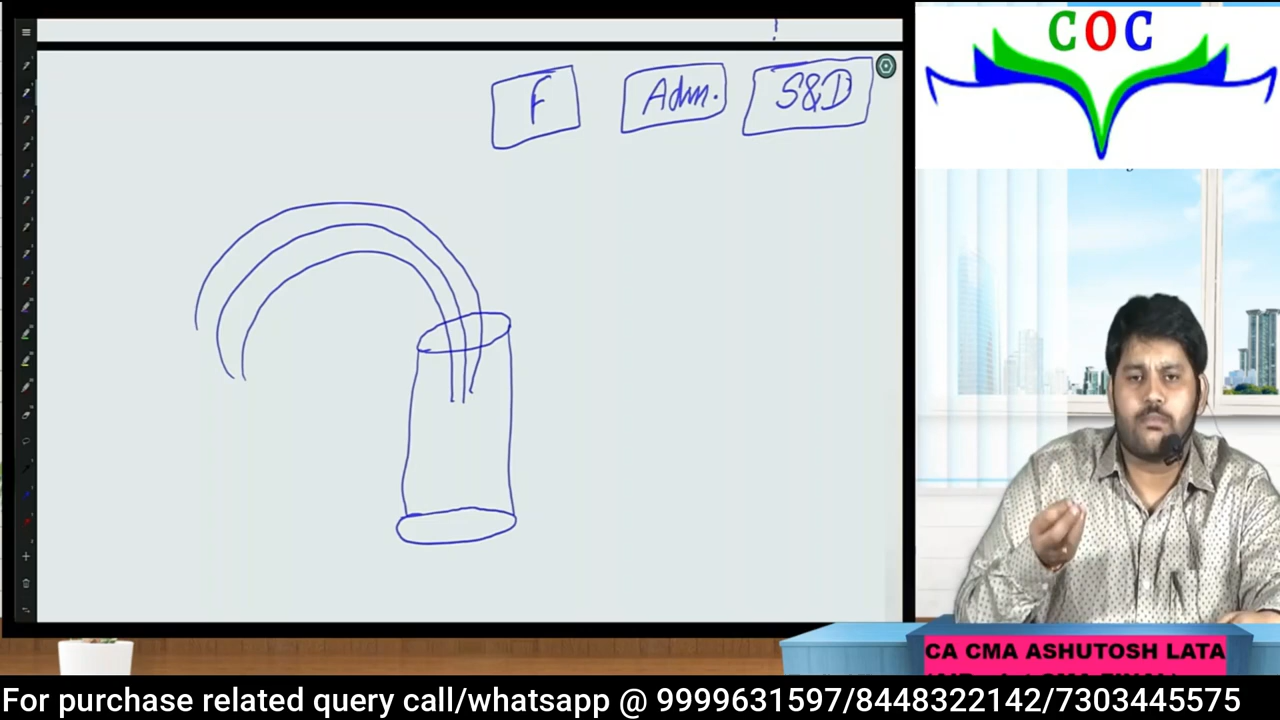 COC
F Adm. S&D
CA CMA ASHUTOSH LATA
For purchase related query call/whatsapp @ 9999631597/8448322142/7303445575